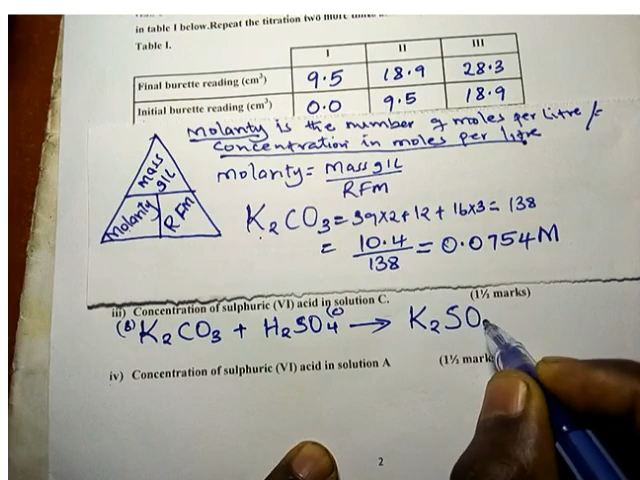 in table I below.Repeat the titration two more times
Table I.
I II III
Final burette reading (cm³) 9.5 18.9 28.3
Initial burette reading (cm³) 0.0 9.5 18.9
Molarity is the number of moles per litre /=
Concentration in moles per litre
Mass g/L
Molarity RFM
Molarity = Mass g/L
RFM
K₂CO₃ = 39x2+12+16x3 = 138
= 10.4 = 0.0754M
138
iii) Concentration of sulphuric (VI) acid in solution C. (1½ marks)
(B) K₂CO₃ + H₂SO₄ (C) → K₂SO
iv) Concentration of sulphuric (VI) acid in solution A (1½ mark
2